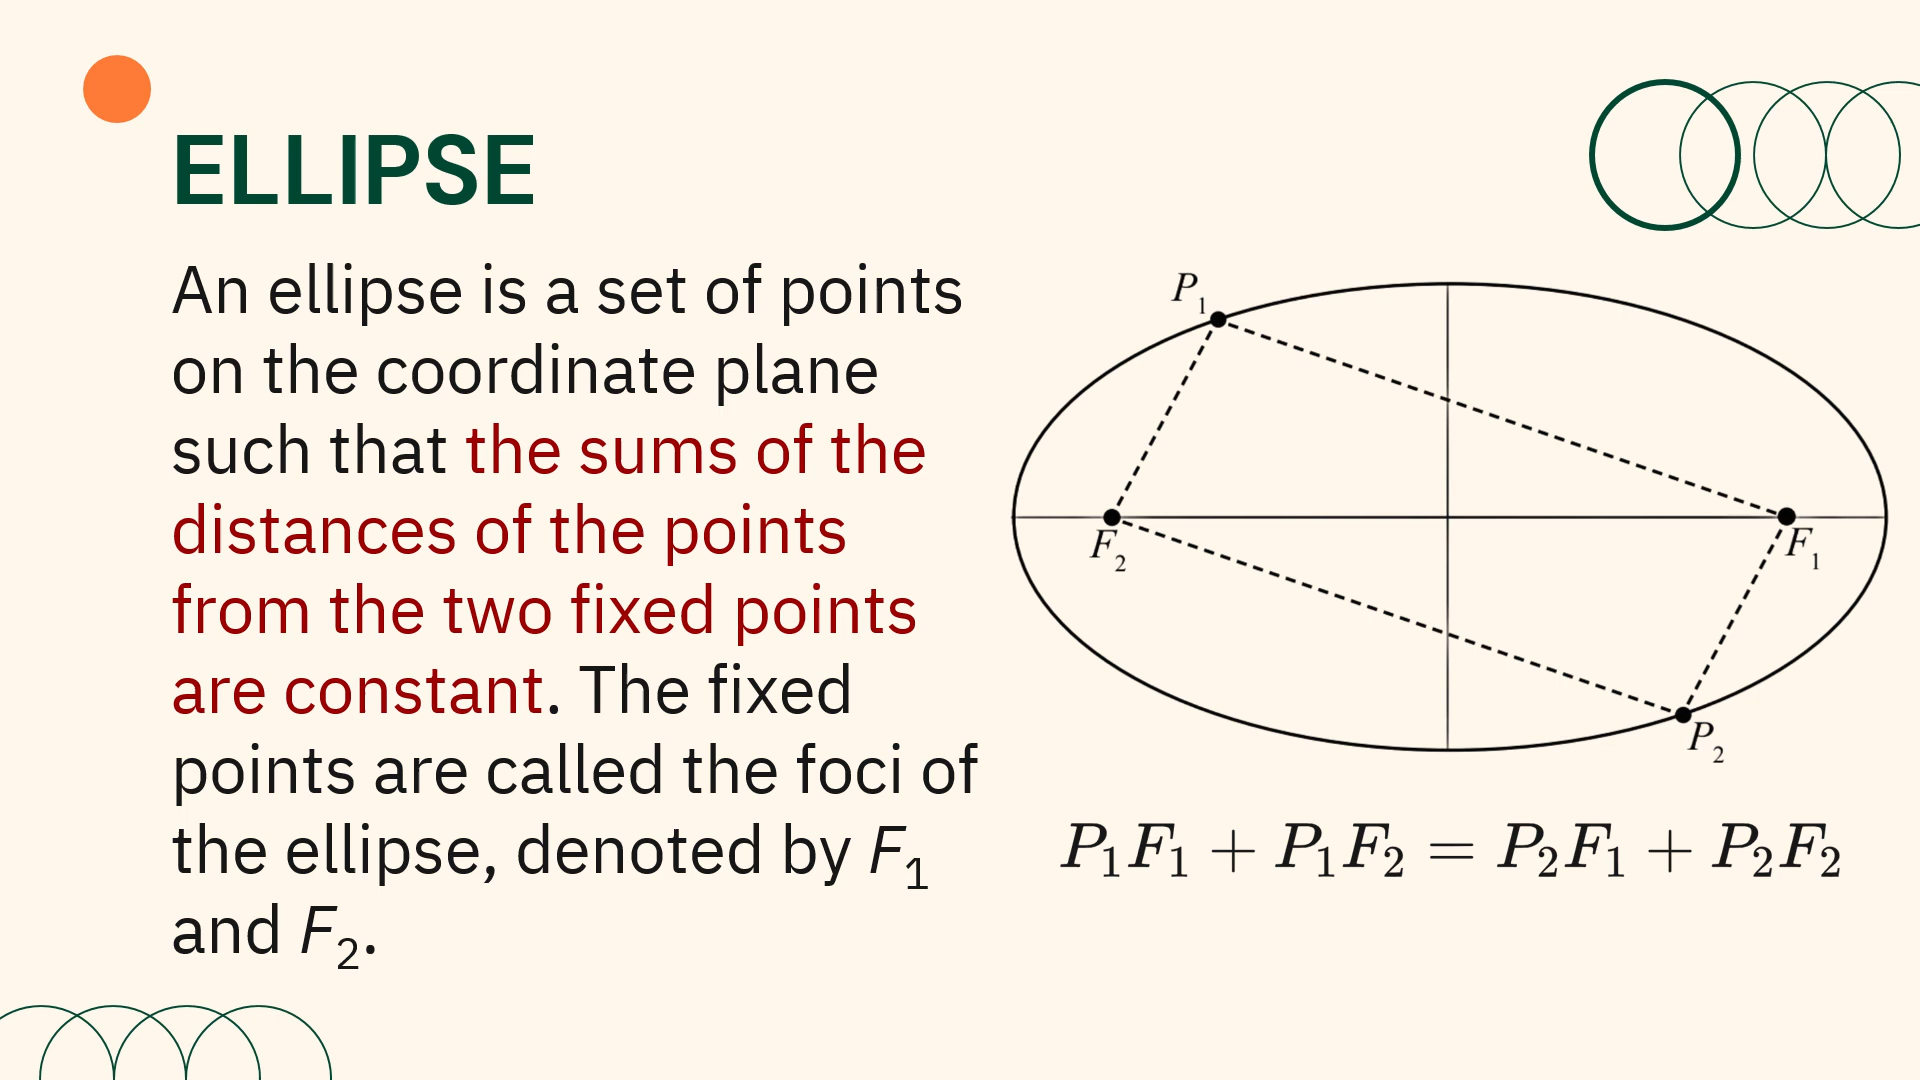 ELLIPSE
An ellipse is a set of points
on the coordinate plane
such that the sums of the
distances of the points
from the two fixed points
are constant. The fixed
points are called the foci of
the ellipse, denoted by F₁
and F₂.
P₁
F₂
F₁
P₂
P₁F₁ + P₁F₂ = P₂F₁ + P₂F₂